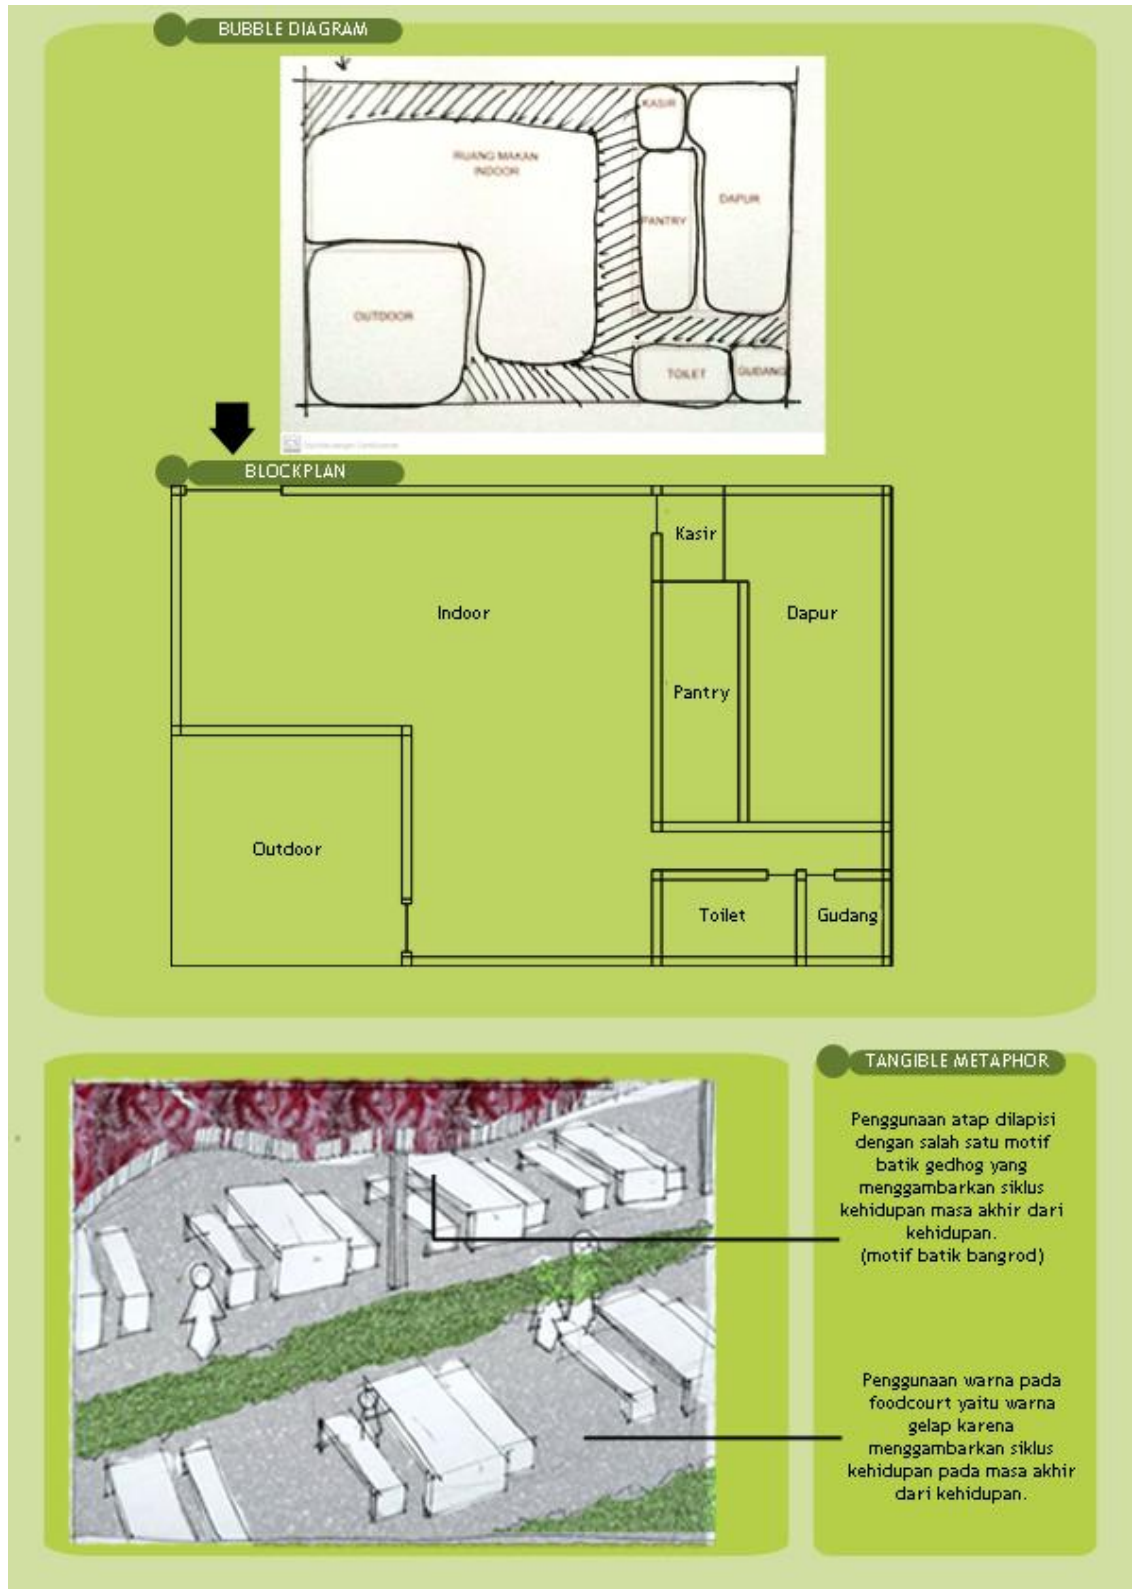 BUBBLE DIAGRAM
KASIR
RUANG MAKAN
INDOOR
DAPUR
PANTRY
OUTDOOR
TOILET
GUDANG
BLOCKPLAN
Kasir
Indoor
Dapur
Pantry
Outdoor
Toilet
Gudang
TANGIBLE METAPHOR
Penggunaan atap dilapisi
dengan salah satu motif
batik gedhog yang
menggambarkan siklus
kehidupan masa akhir dari
kehidupan.
(motif batik bangrod)
Penggunaan warna pada
foodcourt yaitu warna
gelap karena
menggambarkan siklus
kehidupan pada masa akhir
dari kehidupan.